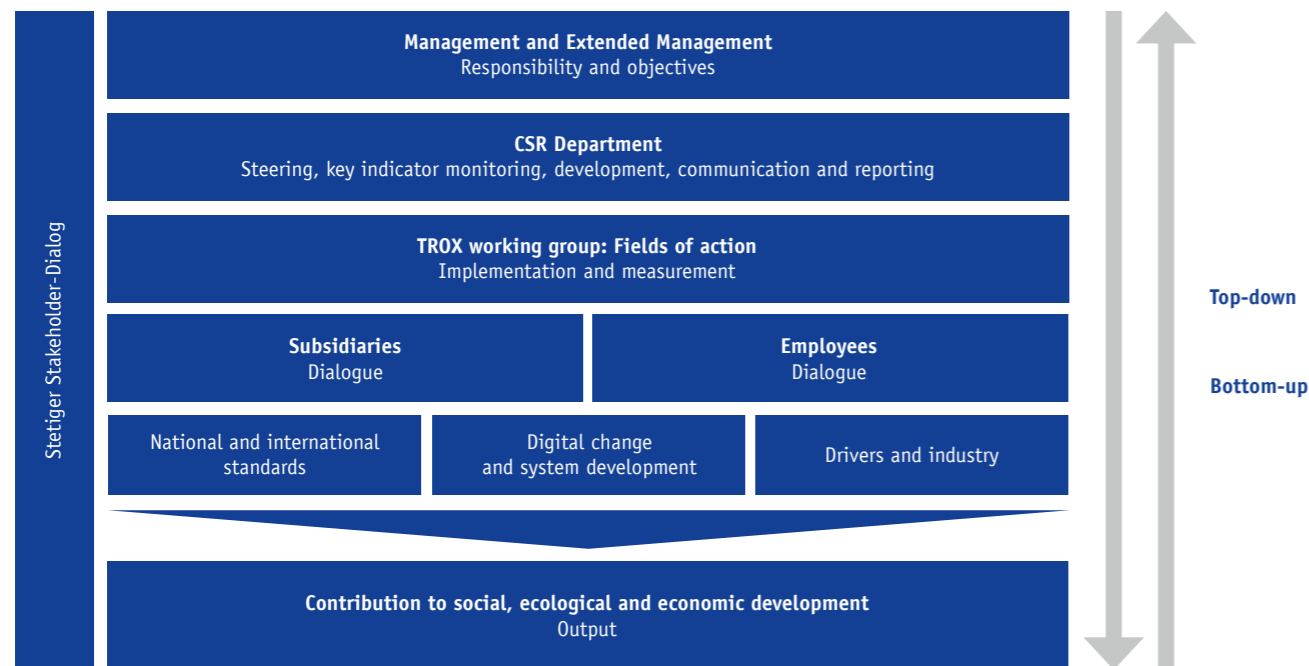 Stetiger Stakeholder-Dialog
Management and Extended Management
Responsibility and objectives
CSR Department
Steering, key indicator monitoring, development, communication and reporting
TROX working group: Fields of action
Implementation and measurement
Subsidiaries
Dialogue
Employees
Dialogue
National and international
standards
Digital change
and system development
Drivers and industry
Contribution to social, ecological and economic development
Output
Top-down
Bottom-up